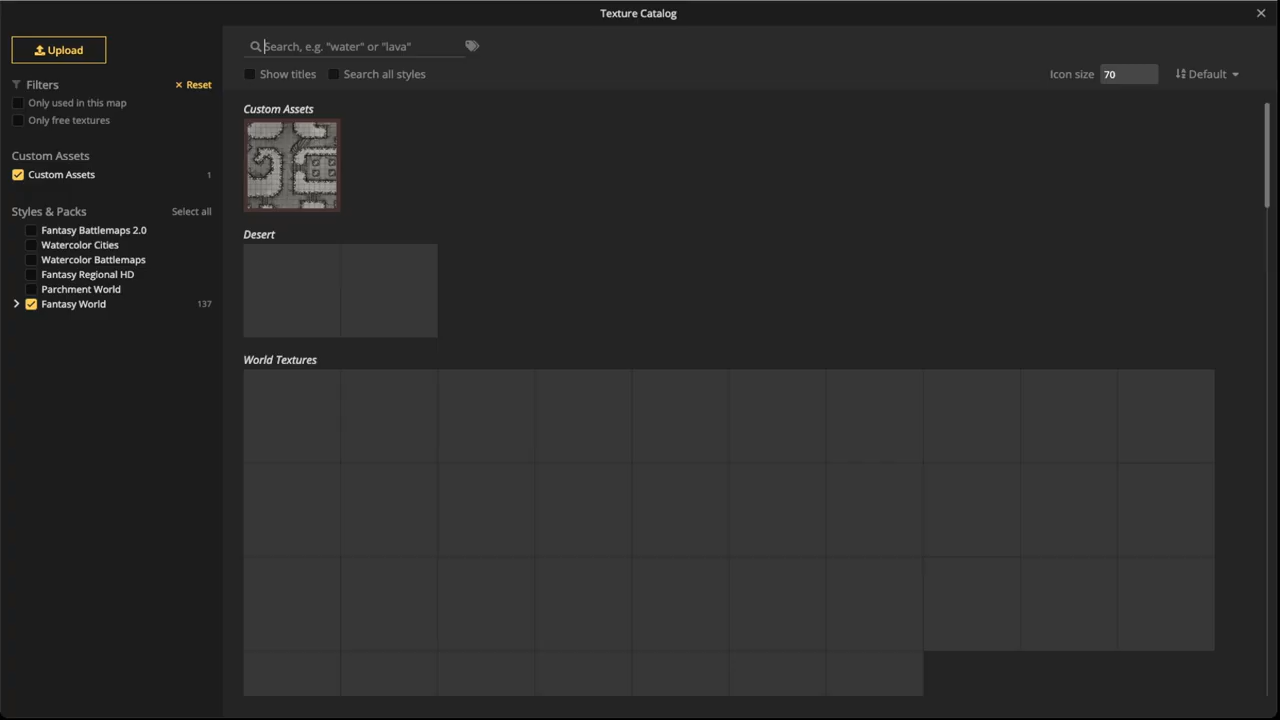 Texture Catalog
Upload
Search, e.g. "water" or "lava"
Show titles
Search all styles
Icon size
70
Default
Filters
Reset
Only used in this map
Only free textures
Custom Assets
Custom Assets 1
Styles & Packs Select all
Fantasy Battlemaps 2.0
Watercolor Cities
Watercolor Battlemaps
Fantasy Regional HD
Parchment World
Fantasy World 137
Custom Assets
Desert
World Textures